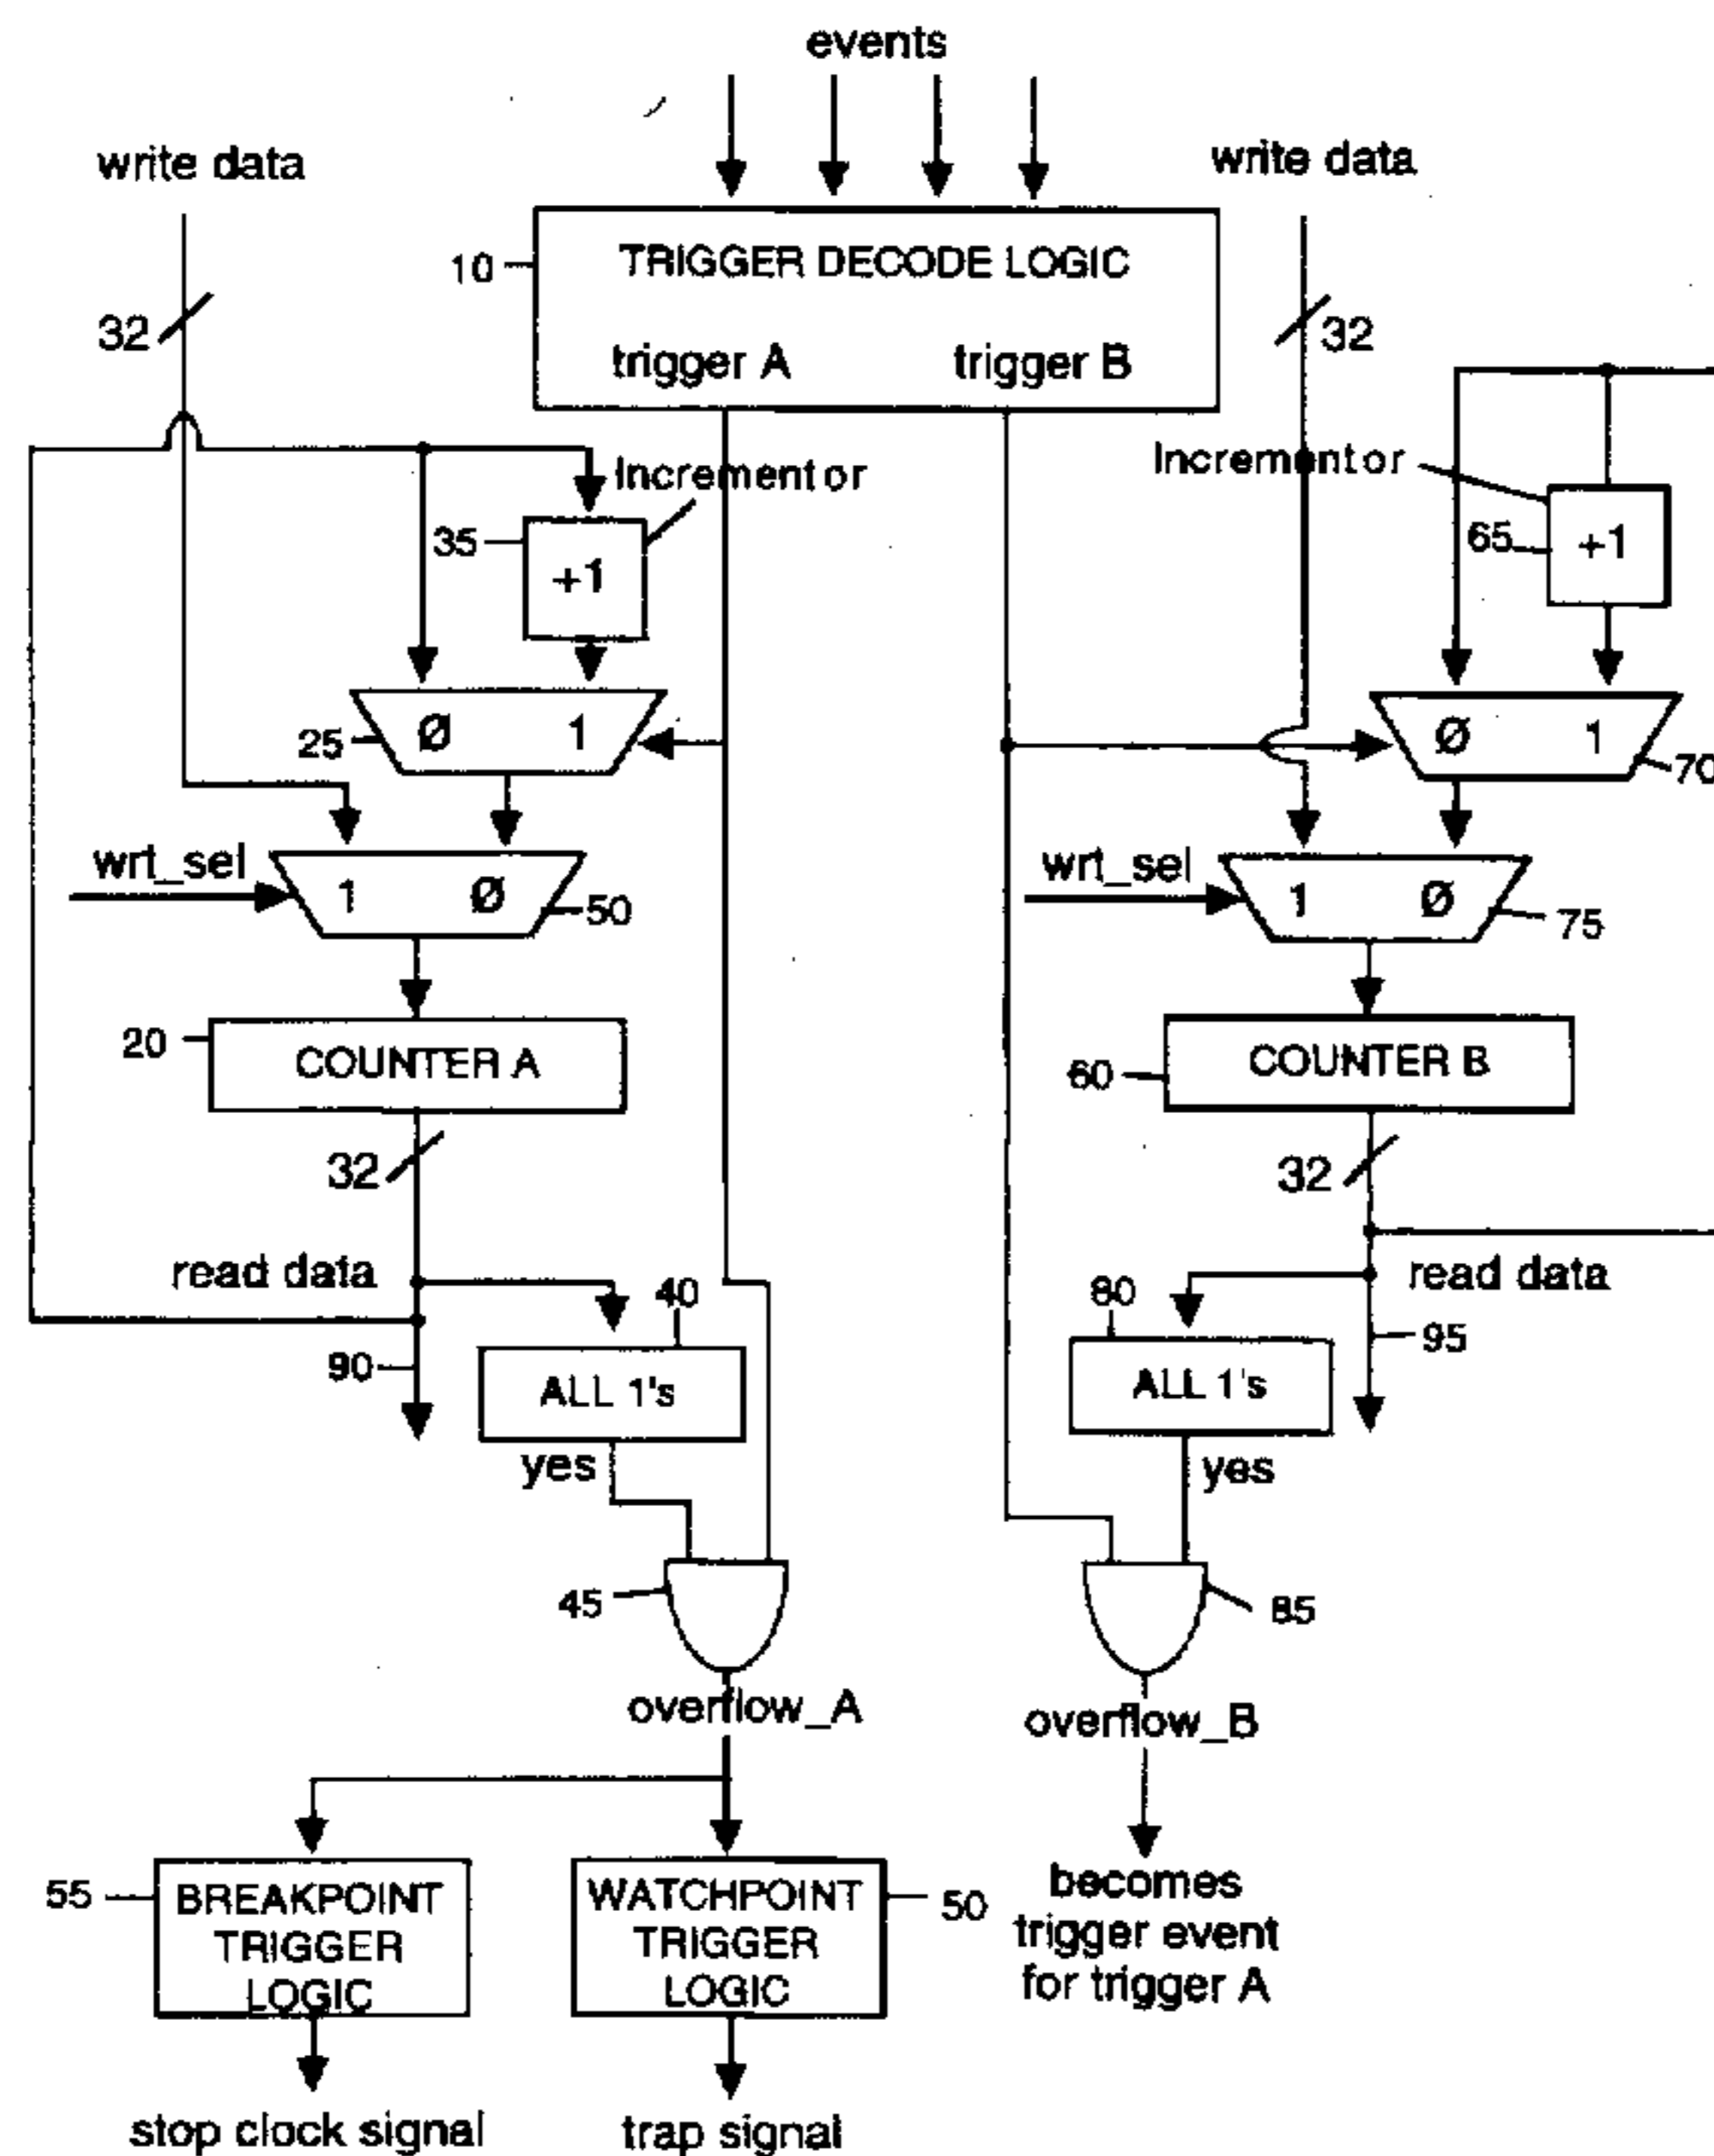 events
write data
write data
10
TRIGGER DECODE LOGIC
32
32
trigger A
trigger B
Incrementor
Incrementor
35
+1
65
+1
25
Ø
1
Ø
1
70
wrt_sel
1
Ø
50
wrt_sel
1
Ø
75
20
COUNTER A
60
COUNTER B
32
32
read data
40
80
read data
90
ALL 1's
ALL 1's
95
yes
yes
45
85
overflow_A
overflow_B
55
BREAKPOINT
TRIGGER
LOGIC
WATCHPOINT
TRIGGER
LOGIC
50
becomes
trigger event
for trigger A
stop clock signal
trap signal